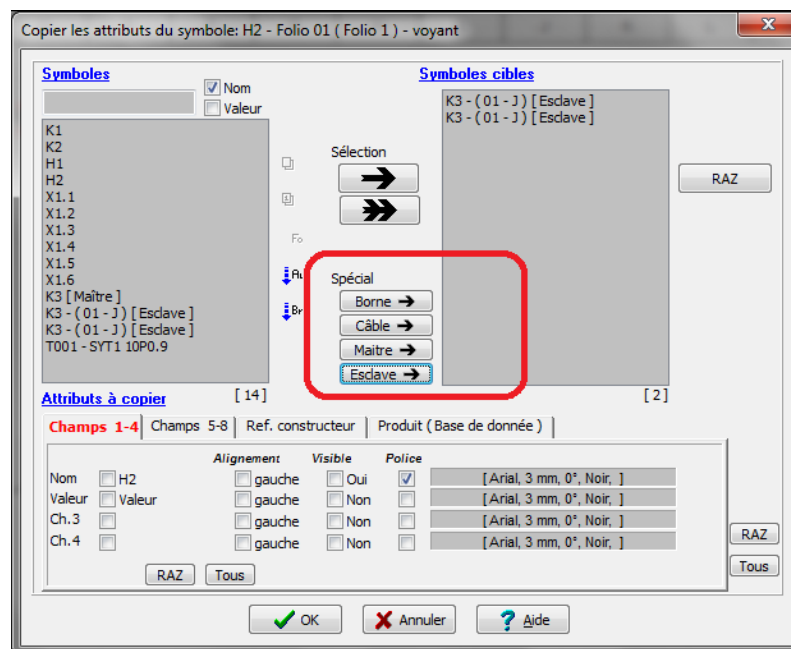 Copier les attributs du symbole: H2 - Folio 01 ( Folio 1 ) - voyant
Symboles
Nom
Valeur
K1
K2
H1
H2
X1.1
X1.2
X1.3
X1.4
X1.5
X1.6
K3 [ Maître ]
K3 - ( 01 - J ) [ Esclave ]
K3 - ( 01 - J ) [ Esclave ]
T001 - SYT1 10P0.9
[ 14 ]
Fo
Au
Br
Sélection
Spécial
Borne
Câble
Maitre
Esclave
Symboles cibles
K3 - ( 01 - J ) [ Esclave ]
K3 - ( 01 - J ) [ Esclave ]
[ 2 ]
RAZ
Attributs à copier
Champs 1-4 Champs 5-8 Ref. constructeur Produit ( Base de donnée )
Alignement Visible Police
Nom H2 gauche Oui [ Arial, 3 mm, 0°, Noir, ]
Valeur Valeur gauche Non [ Arial, 3 mm, 0°, Noir, ]
Ch.3 gauche Non [ Arial, 3 mm, 0°, Noir, ]
Ch.4 gauche Non [ Arial, 3 mm, 0°, Noir, ]
RAZ Tous
RAZ
Tous
OK Annuler ? Aide